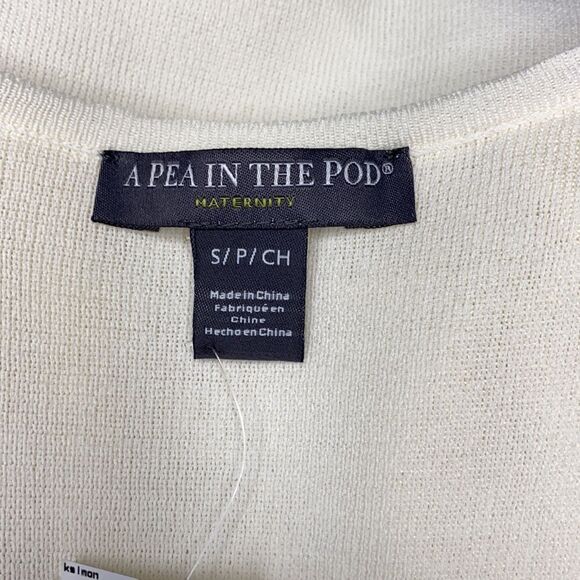 A PEA IN THE POD®
MATERNITY
S/P/CH
Made in China
Fabriqué en
Chine
Hecho en China